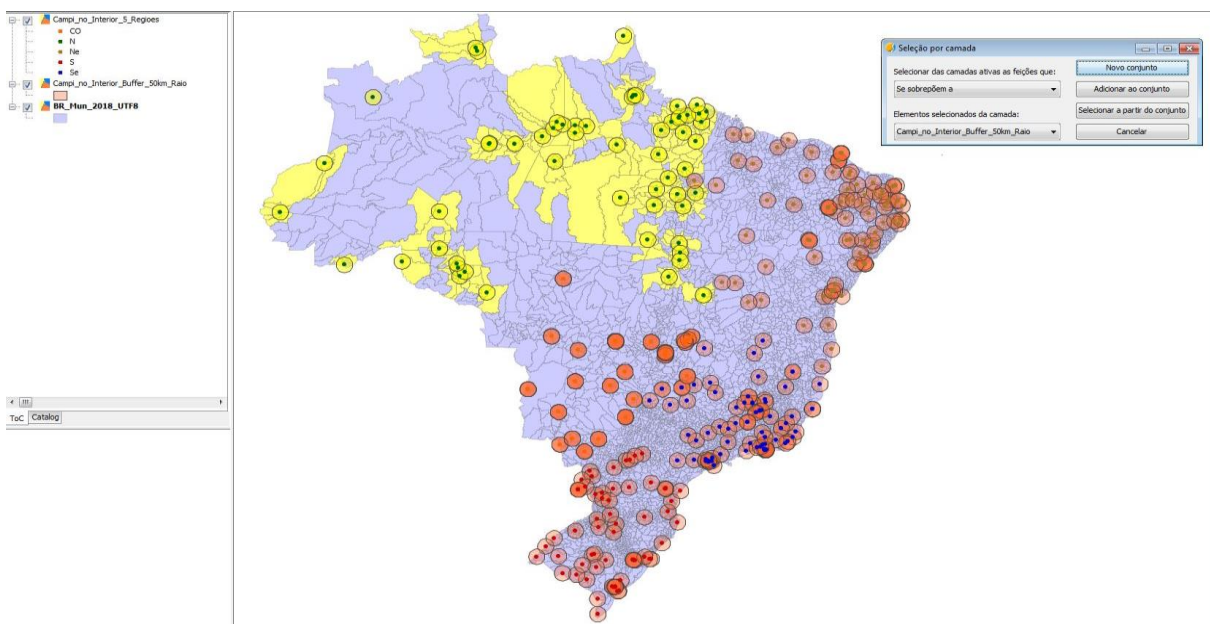 Campi_no_Interior_5_Regioes
CO
N
Ne
S
Se
Campi_no_Interior_Buffer_50km_Raio
BR_Mun_2018_UTF8
ToC Catalog
Seleção por camada
Selecionar das camadas ativas as feições que:
Se sobrepõem a
Elementos selecionados da camada:
Campi_no_Interior_Buffer_50km_Raio
Novo conjunto
Adicionar ao conjunto
Selecionar a partir do conjunto
Cancelar